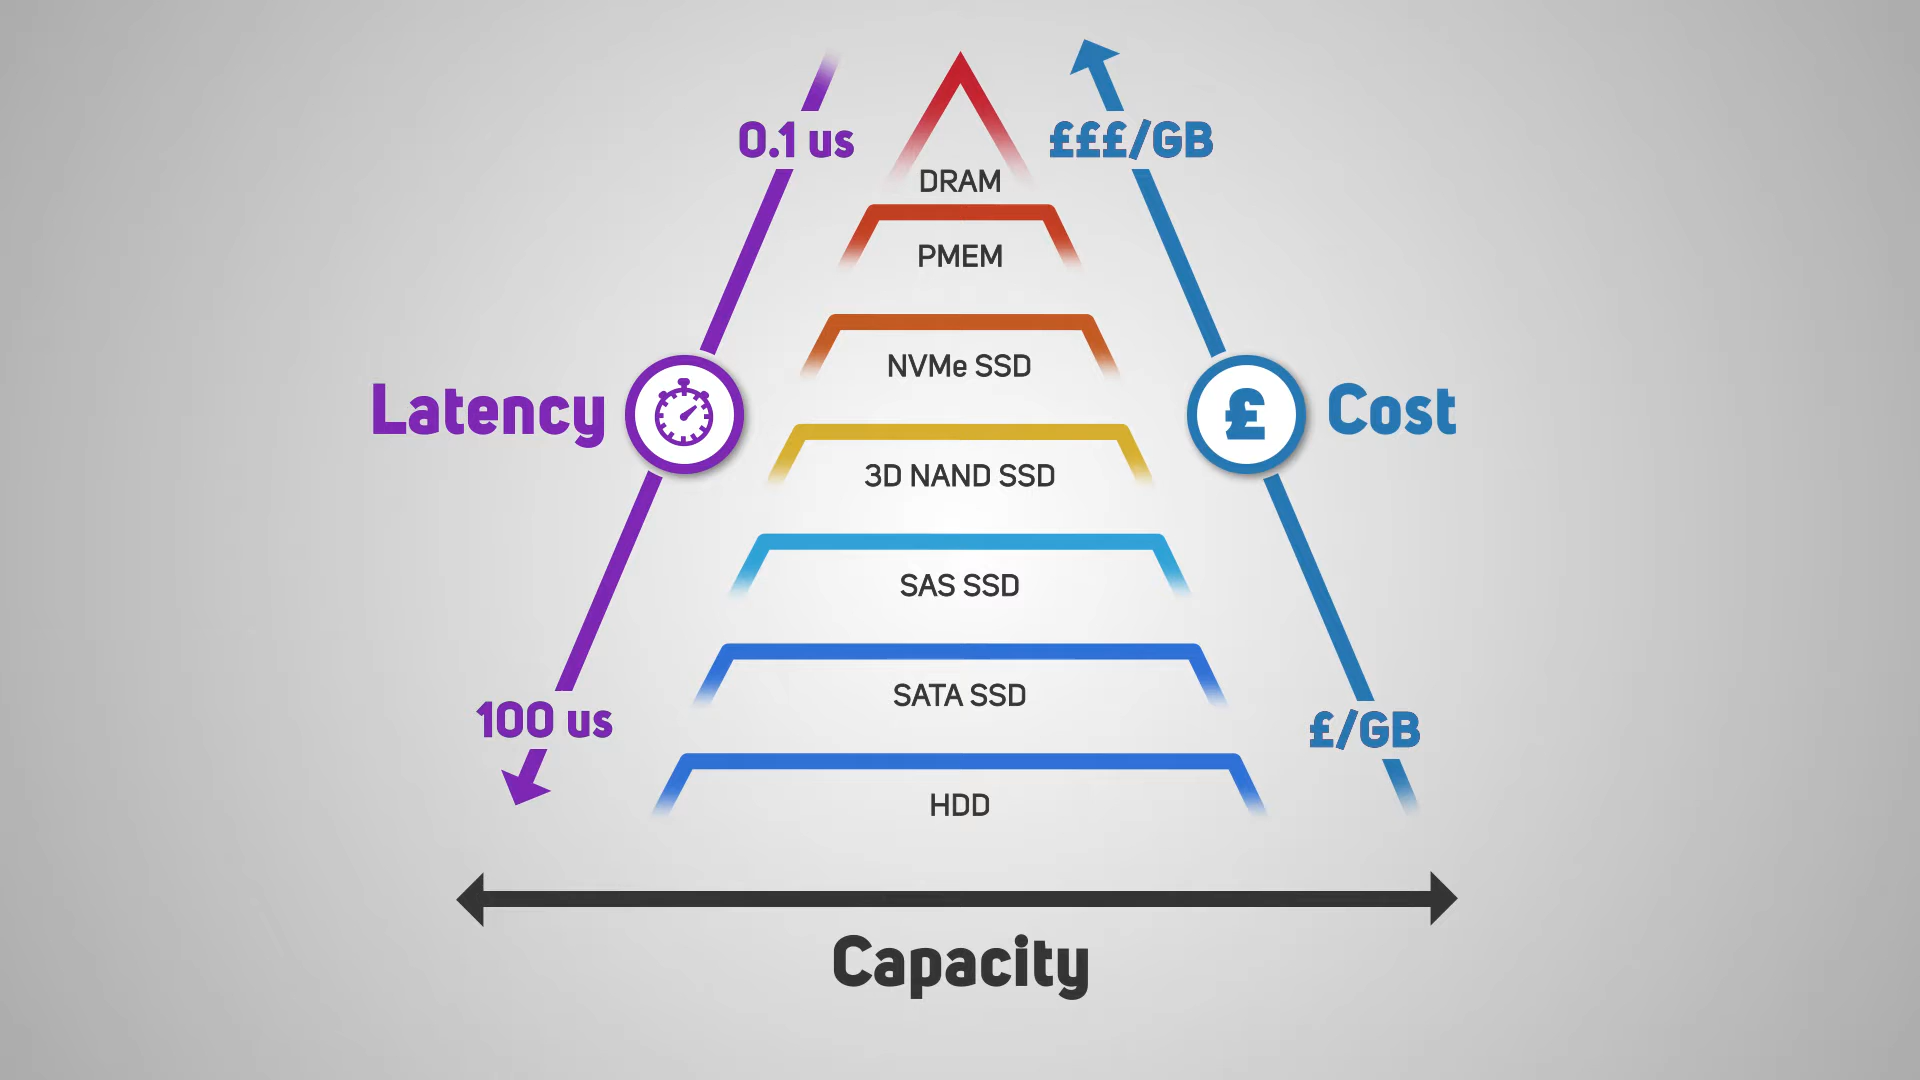 0.1 us
£££/GB
DRAM
PMEM
NVMe SSD
Latency
£
Cost
3D NAND SSD
SAS SSD
SATA SSD
100 us
£/GB
HDD
Capacity